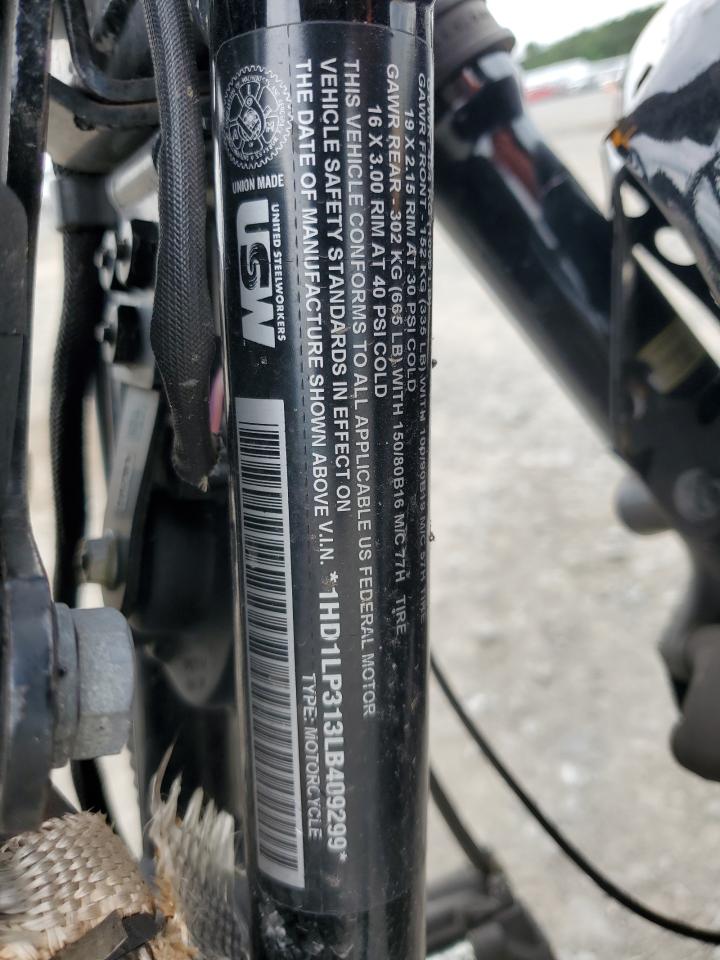 GAWR FRONT - 152 KG (335 LB) WITH 100/90B19 M/C 57H TIRE
19 X 2.15 RIM AT 30 PSI COLD
GAWR REAR - 302 KG (665 LB) WITH 150/80B16 M/C 77H TIRE
16 X 3.00 RIM AT 40 PSI COLD
THIS VEHICLE CONFORMS TO ALL APPLICABLE US FEDERAL MOTOR
VEHICLE SAFETY STANDARDS IN EFFECT ON
THE DATE OF MANUFACTURE SHOWN ABOVE V.I.N. *1HD1LP313LB409299*
TYPE: MOTORCYCLE
UNION MADE
UNITED STEELWORKERS
USW